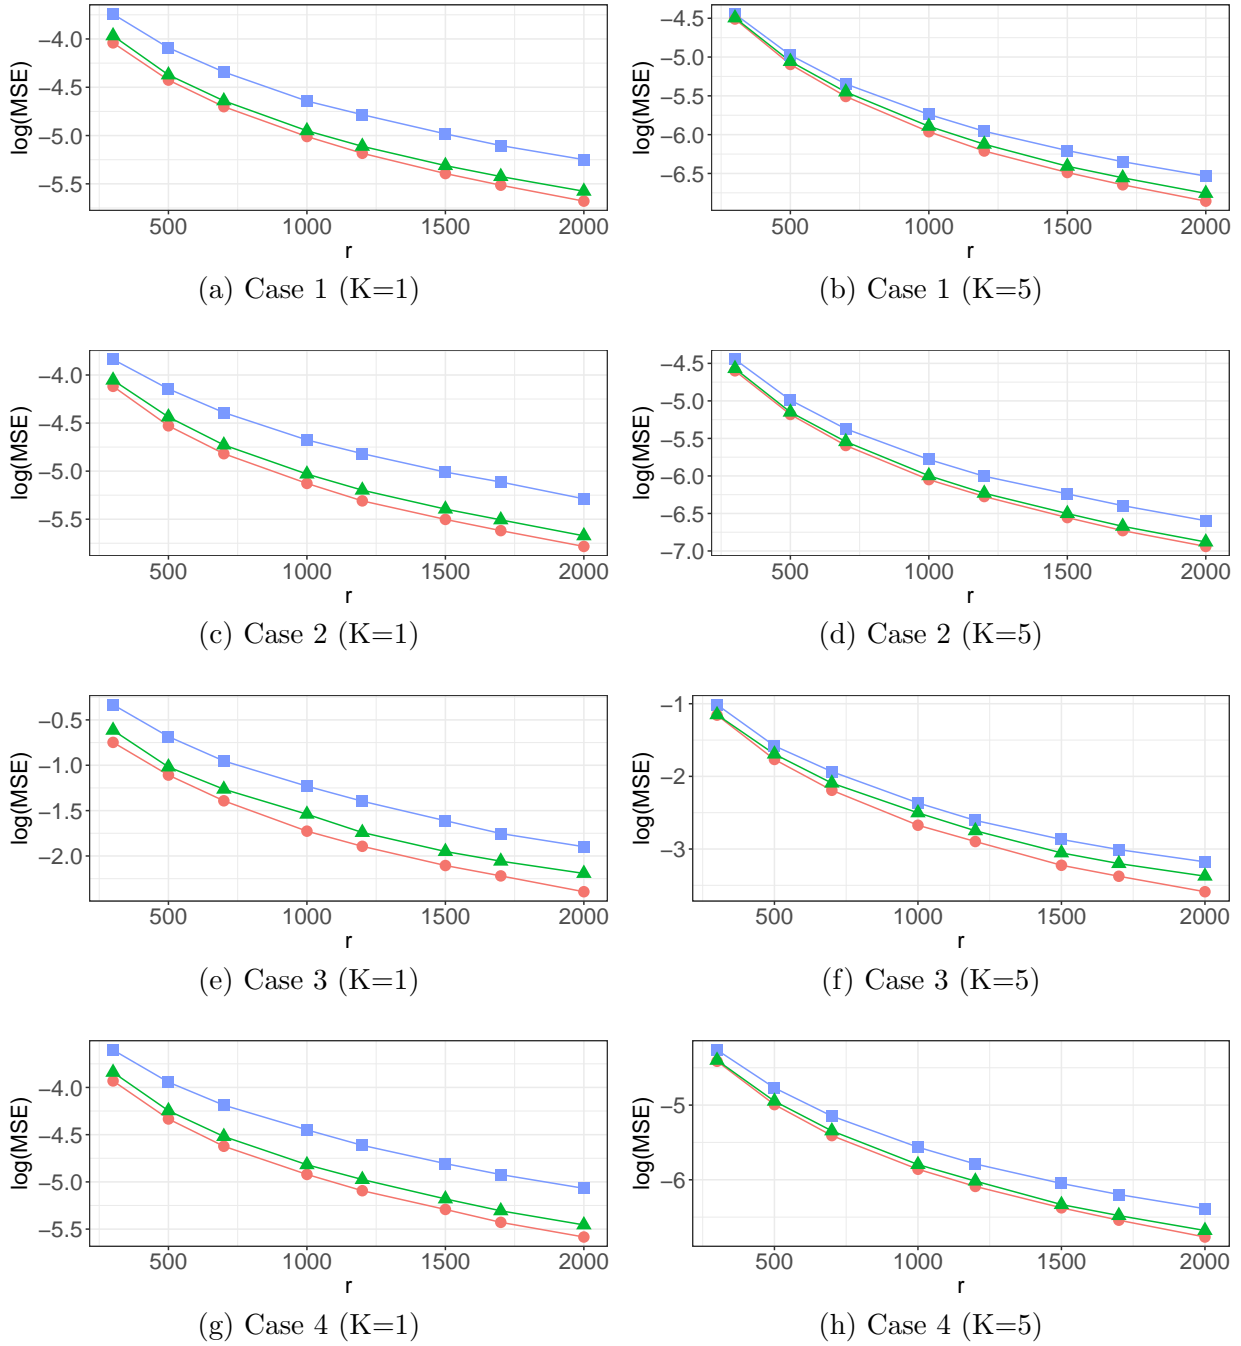 log(MSE)
−4.0
−4.5
−5.0
−5.5
500 1000 1500 2000
r
(a) Case 1 (K=1)
log(MSE)
−4.5
−5.0
−5.5
−6.0
−6.5
500 1000 1500 2000
r
(b) Case 1 (K=5)
log(MSE)
−4.0
−4.5
−5.0
−5.5
500 1000 1500 2000
r
(c) Case 2 (K=1)
log(MSE)
−4.5
−5.0
−5.5
−6.0
−6.5
−7.0
500 1000 1500 2000
r
(d) Case 2 (K=5)
log(MSE)
−0.5
−1.0
−1.5
−2.0
500 1000 1500 2000
r
(e) Case 3 (K=1)
log(MSE)
−1
−2
−3
500 1000 1500 2000
r
(f) Case 3 (K=5)
log(MSE)
−4.0
−4.5
−5.0
−5.5
500 1000 1500 2000
r
(g) Case 4 (K=1)
log(MSE)
−5
−6
500 1000 1500 2000
r
(h) Case 4 (K=5)